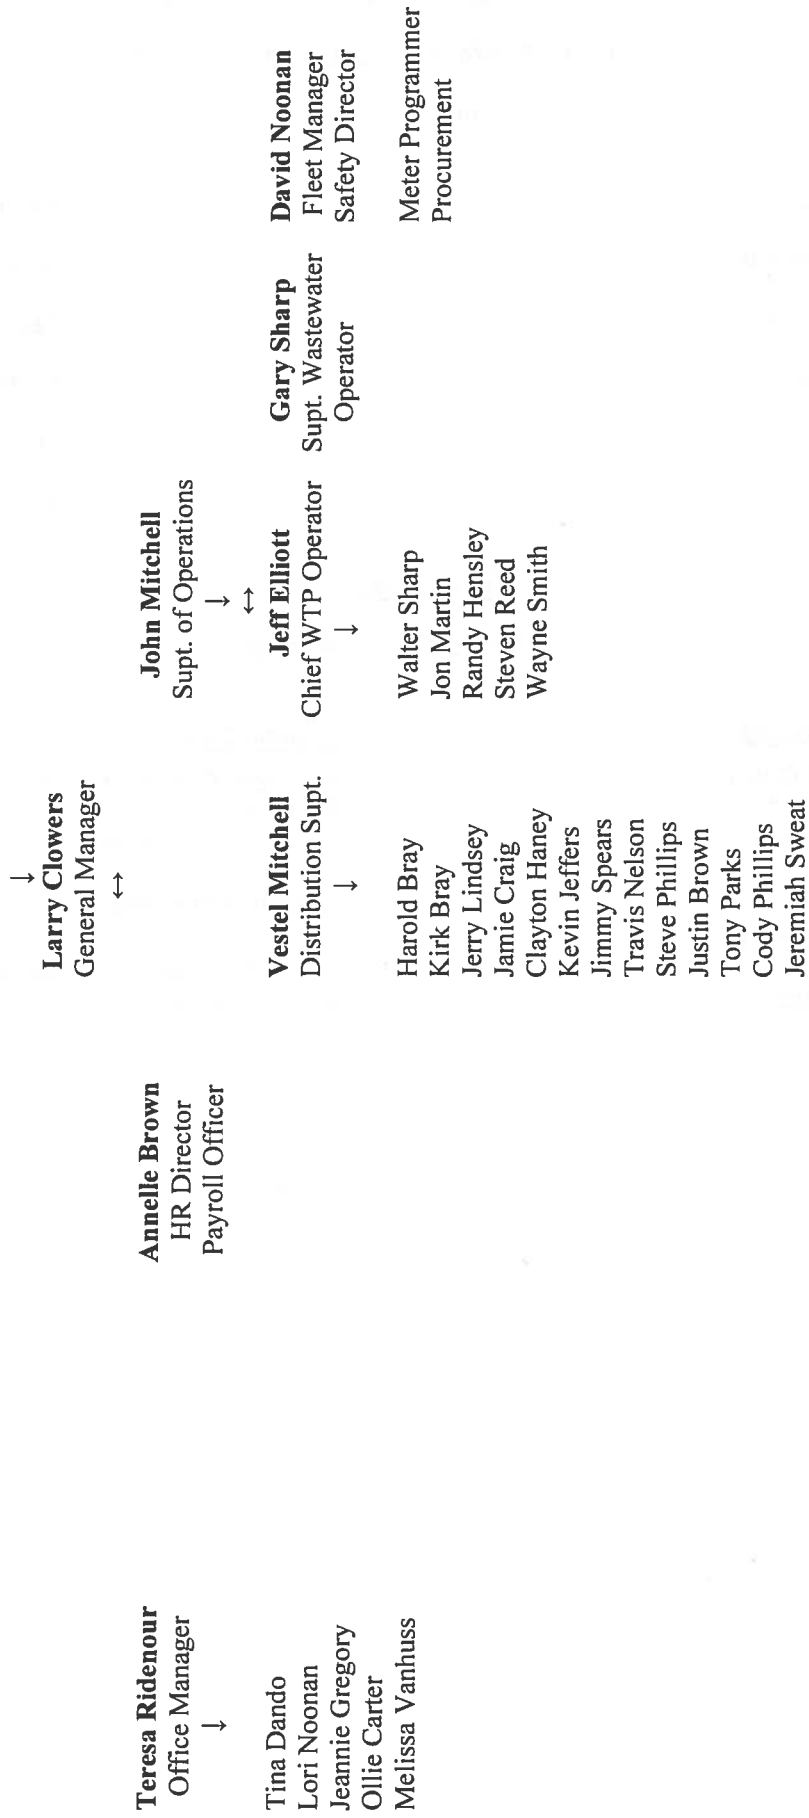 ↓
Larry Clowers
General Manager
↔
Teresa Ridenour
Office Manager
↓
Annelle Brown
HR Director
Payroll Officer
John Mitchell
Supt. of Operations
↓
↔
Tina Dando
Lori Noonan
Jeannie Gregory
Ollie Carter
Melissa Vanhuss
Vestel Mitchell
Distribution Supt.
↓
Harold Bray
Kirk Bray
Jerry Lindsey
Jamie Craig
Clayton Haney
Kevin Jeffers
Jimmy Spears
Travis Nelson
Steve Phillips
Justin Brown
Tony Parks
Cody Phillips
Jeremiah Sweat
Jeff Elliott
Chief WTP Operator
↓
Walter Sharp
Jon Martin
Randy Hensley
Steven Reed
Wayne Smith
Gary Sharp
Supt. Wastewater
Operator
David Noonan
Fleet Manager
Safety Director
Meter Programmer
Procurement